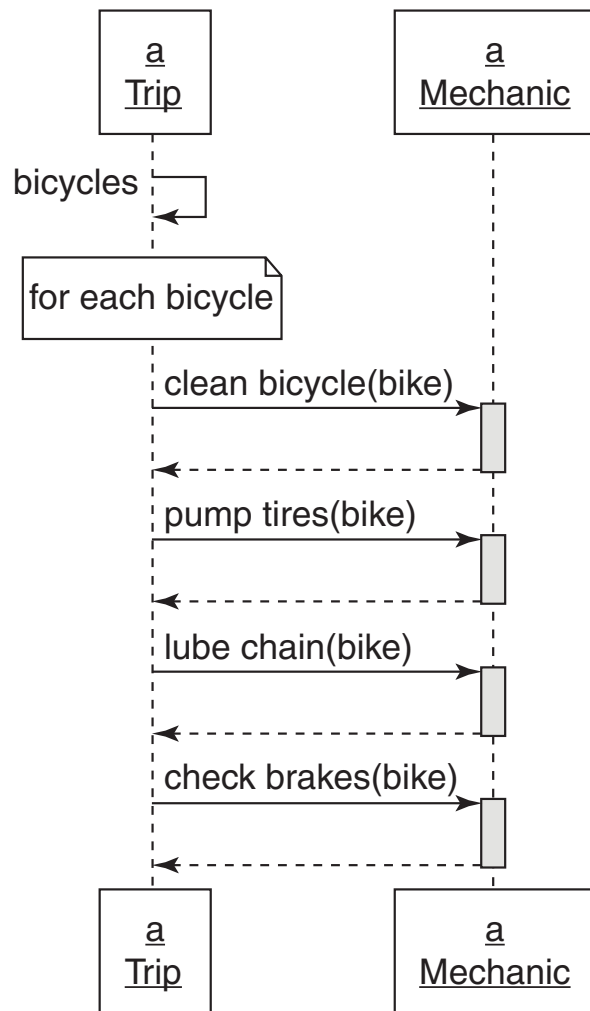 a
Trip
a
Mechanic
bicycles
for each bicycle
clean bicycle(bike)
pump tires(bike)
lube chain(bike)
check brakes(bike)
a
Trip
a
Mechanic